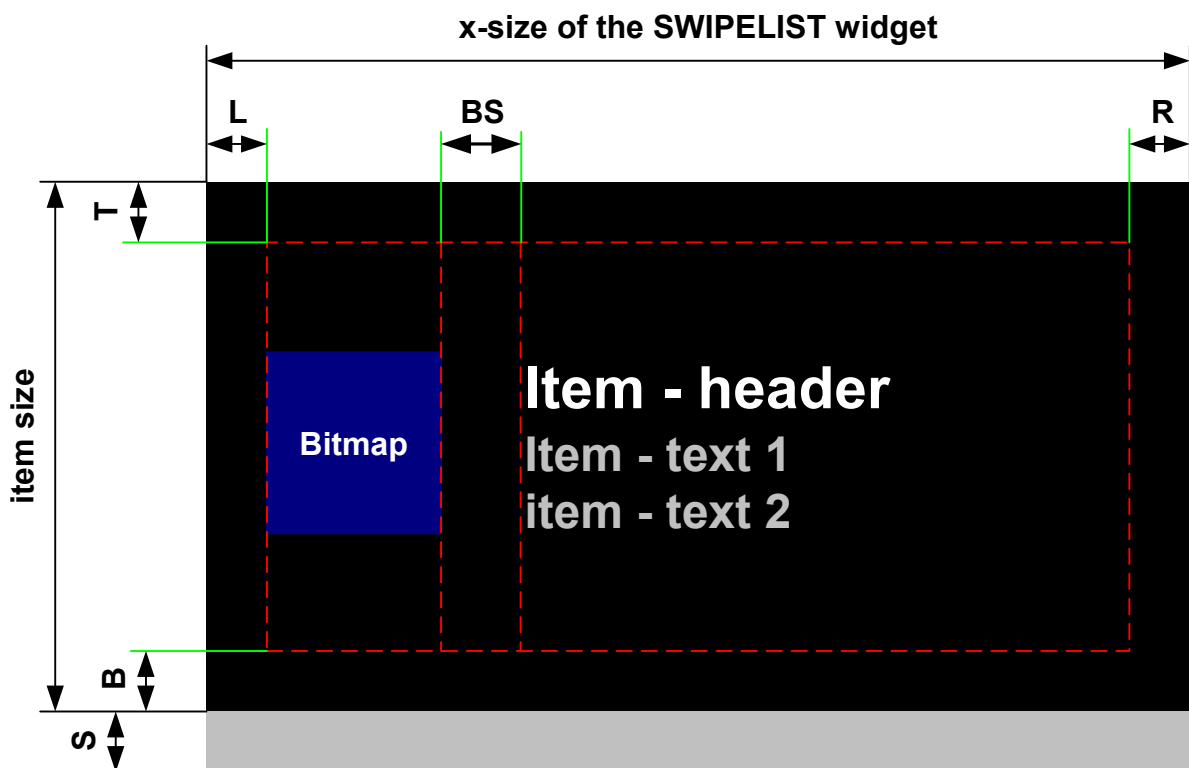 x-size of the SWIPELIST widget
L
BS
R
T
item size
Item - header
Bitmap
Item - text 1
item - text 2
B
S